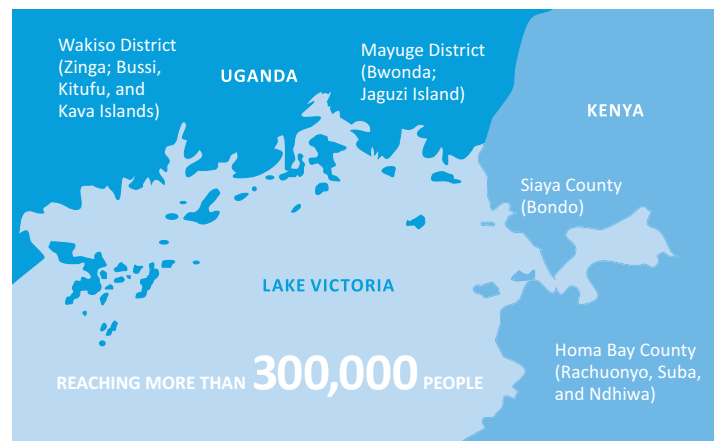 Wakiso District
(Zinga; Bussi,
Kitufu, and
Kava Islands)
UGANDA
Mayuge District
(Bwonda;
Jaguzi Island)
KENYA
Siaya County
(Bondo)
LAKE VICTORIA
Homa Bay County
(Rachuonyo, Suba,
and Ndhiwa)
REACHING MORE THAN 300,000 PEOPLE